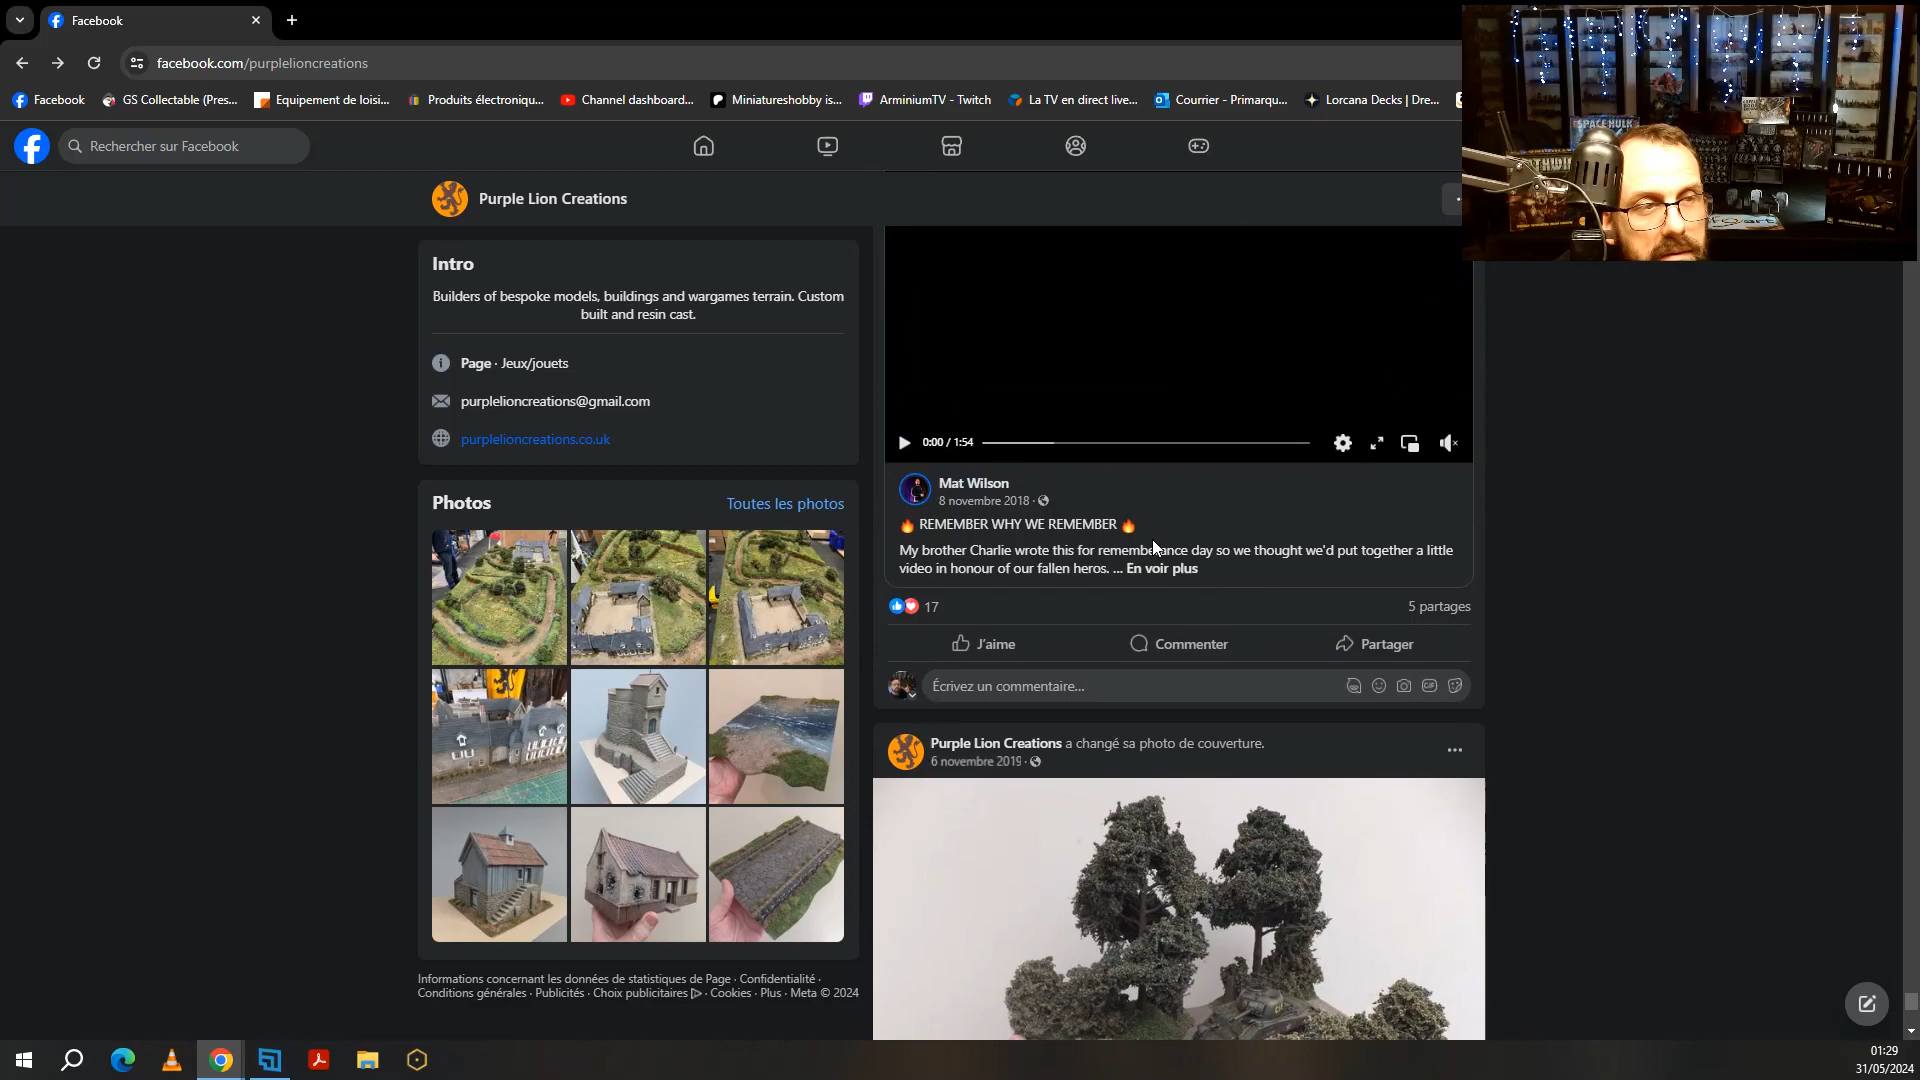 Facebook
facebook.com/purplelioncreations
Facebook
GS Collectable (Pres...
Equipement de loisi...
Produits électroniqu...
Channel dashboard...
Miniatureshobby is...
ArminiumTV - Twitch
La TV en direct live...
Courrier - Primarqu...
Lorcana Decks | Dre...
Rechercher sur Facebook
SPACE HULK
ALIENS
Purple Lion Creations
Intro
Builders of bespoke models, buildings and wargames terrain. Custom
built and resin cast.
Page · Jeux/jouets
purplelioncreations@gmail.com
purplelioncreations.co.uk
Photos
Toutes les photos
Informations concernant les données de statistiques de Page · Confidentialité ·
Conditions générales · Publicités · Choix publicitaires · Cookies · Plus · Meta © 2024
0:00 / 1:54
Mat Wilson
8 novembre 2018 ·
🔥 REMEMBER WHY WE REMEMBER 🔥
My brother Charlie wrote this for rememberance day so we thought we'd put together a little
video in honour of our fallen heros. ... En voir plus
17
5 partages
J'aime
Commenter
Partager
Écrivez un commentaire...
Purple Lion Creations a changé sa photo de couverture.
6 novembre 2019 ·
01:29
31/05/2024